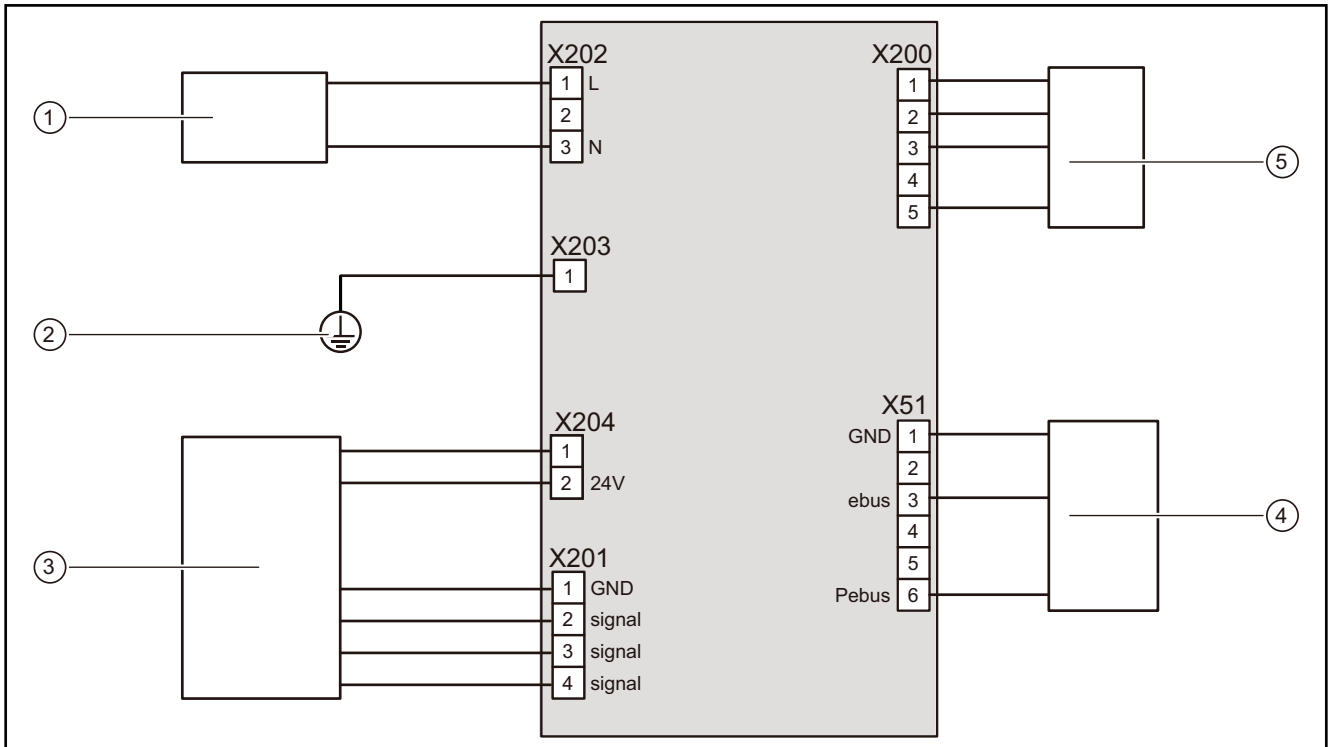 X202
1 L
2
3 N
1
X203
1
2
X204
1
2 24V
3
X201
1 GND
2 signal
3 signal
4 signal
X200
1
2
3
4
5
5
X51
GND 1
2
ebus 3
4
5
Pebus 6
4